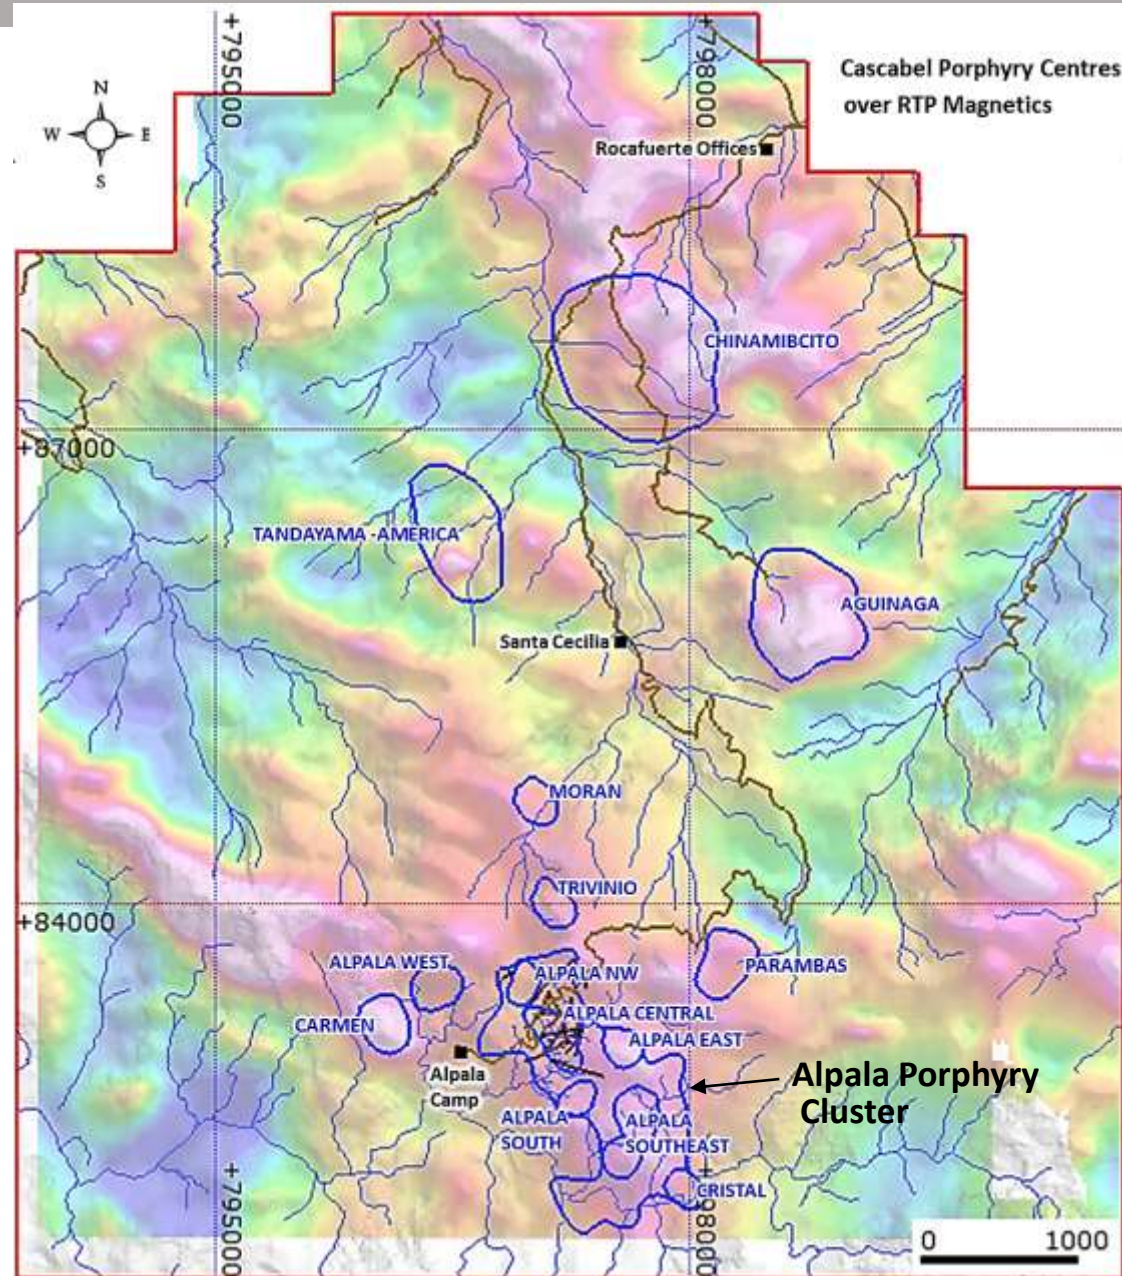 +795000
+798000
Cascabel Porphyry Centres
over RTP Magnetics
N
W
E
S
Rocafuerte Offices
CHINAMIBCITO
+87000
TANDAYAMA -AMERICA
AGUINAGA
Santa Cecilia
MORAN
TRIVINIO
+84000
ALPALA WEST
ALPALA NW
PARAMBAS
CARMEN
ALPALA CENTRAL
ALPALA EAST
Alpala
Camp
Alpala Porphyry
Cluster
ALPALA
SOUTH
ALPALA
SOUTHEAST
CRISTAL
+795000
+798000
0
1000